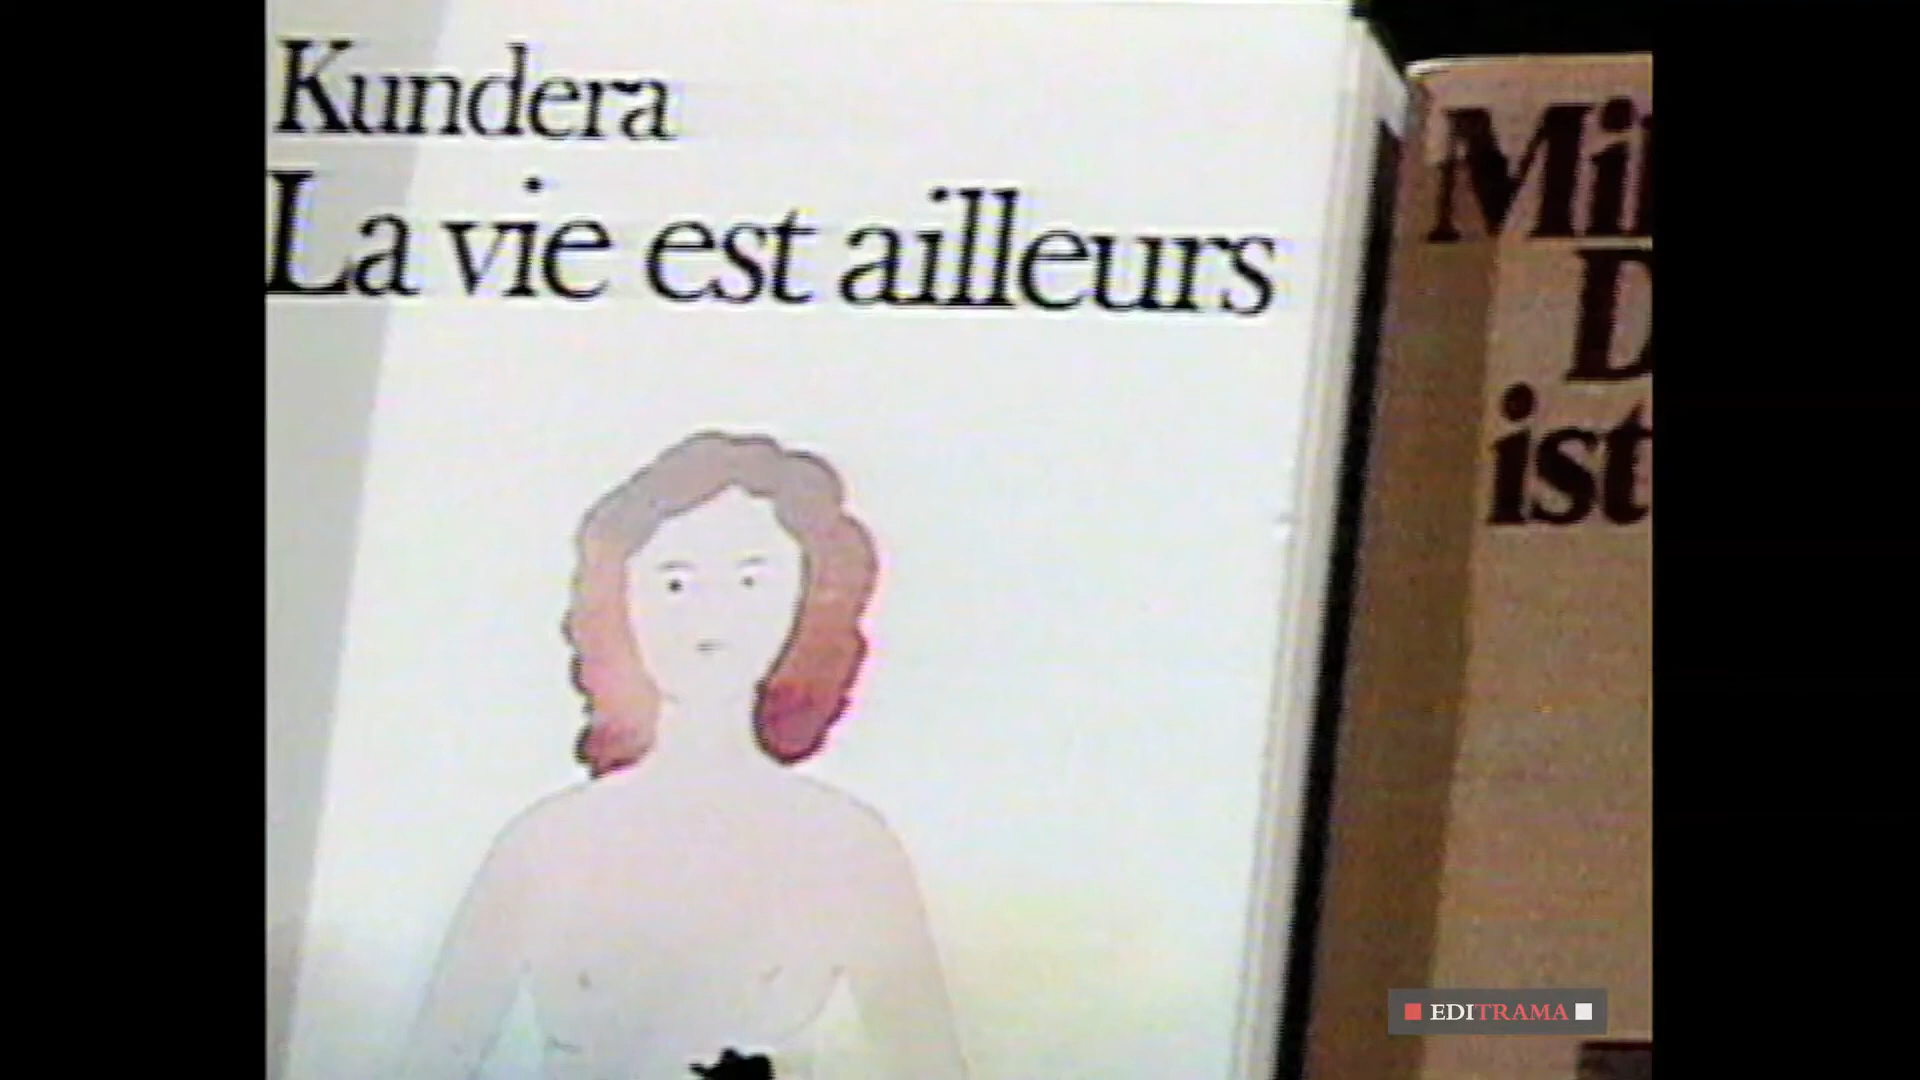 Kundera
La vie est ailleurs
Mi
D
ist
EDITRAMA